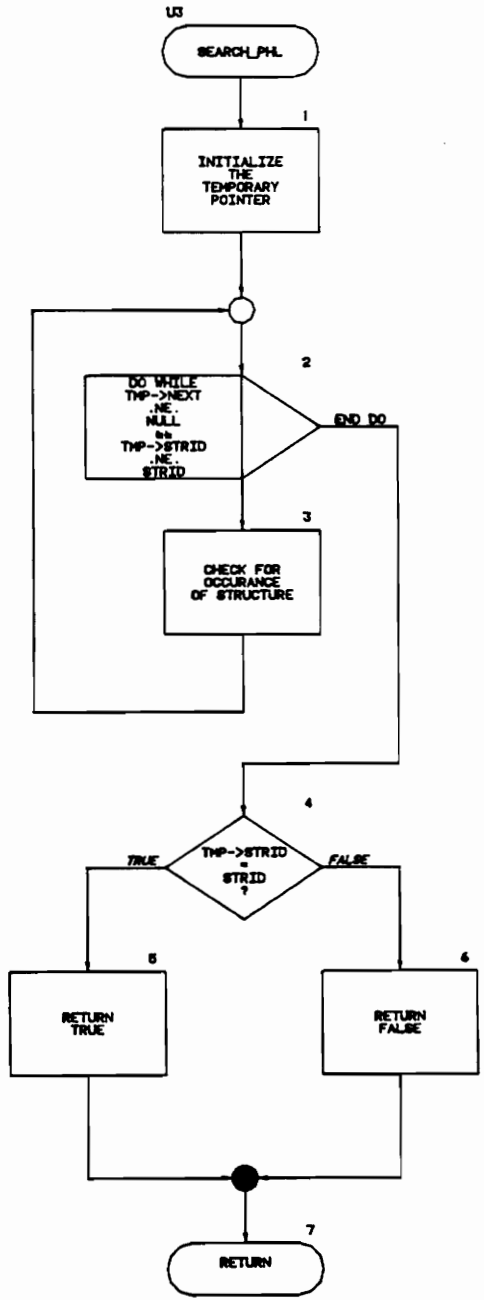 U3
SEARCH_PHL
1
INITIALIZE
THE
TEMPORARY
POINTER
2
DO WHILE
TMP->NEXT
.NE.
NULL
&&
TMP->STRID
.NE.
STRID
END DO
3
CHECK FOR
OCCURANCE
OF STRUCTURE
4
TMP->STRID
=
STRID
?
TRUE
FALSE
5
RETURN
TRUE
6
RETURN
FALSE
7
RETURN